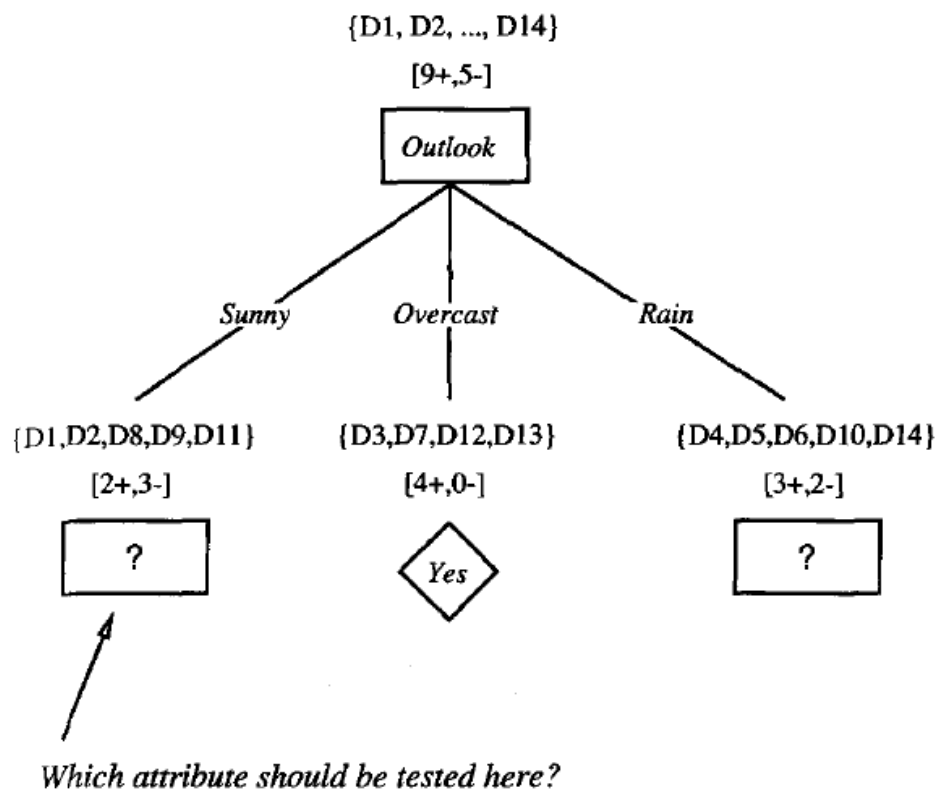 {D1, D2, ..., D14}
[9+,5-]
Outlook
Sunny
Overcast
Rain
{D1,D2,D8,D9,D11}
{D3,D7,D12,D13}
{D4,D5,D6,D10,D14}
[2+,3-]
[4+,0-]
[3+,2-]
?
Yes
?
Which attribute should be tested here?